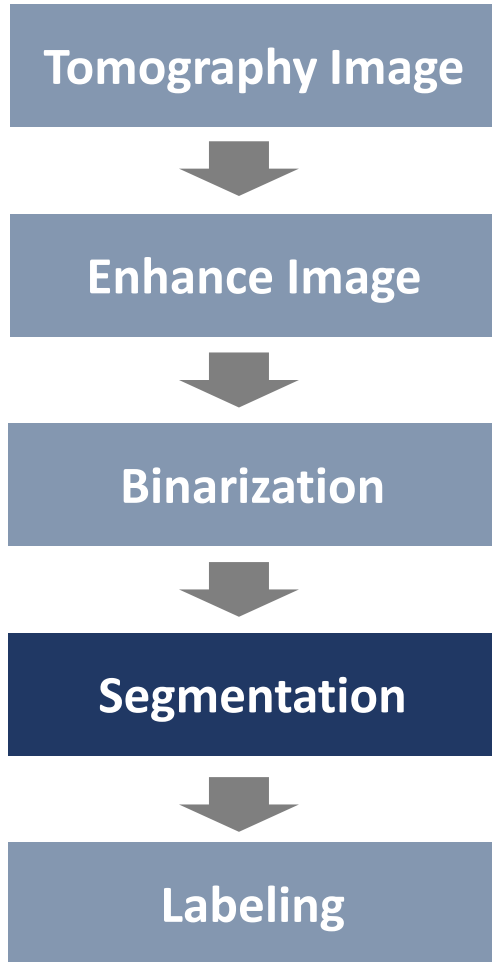 Tomography Image
Enhance Image
Binarization
Segmentation
Labeling